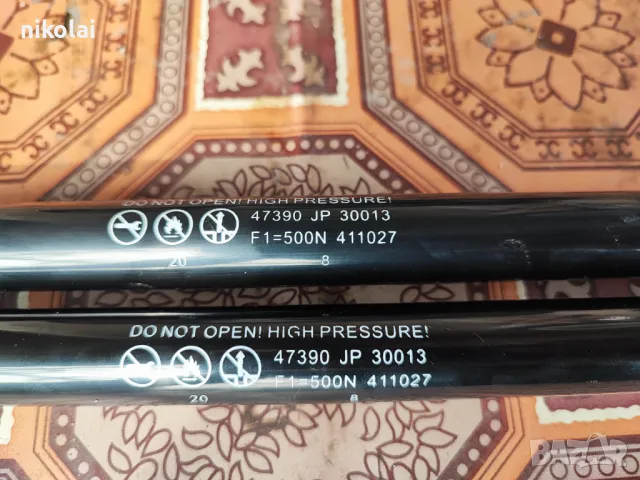 nikolai
DO NOT OPEN! HIGH PRESSURE!
47390 JP 30013
F1=500N 411027
20 8
DO NOT OPEN! HIGH PRESSURE!
47390 JP 30013
F1=500N 411027
20 8
BAZAR